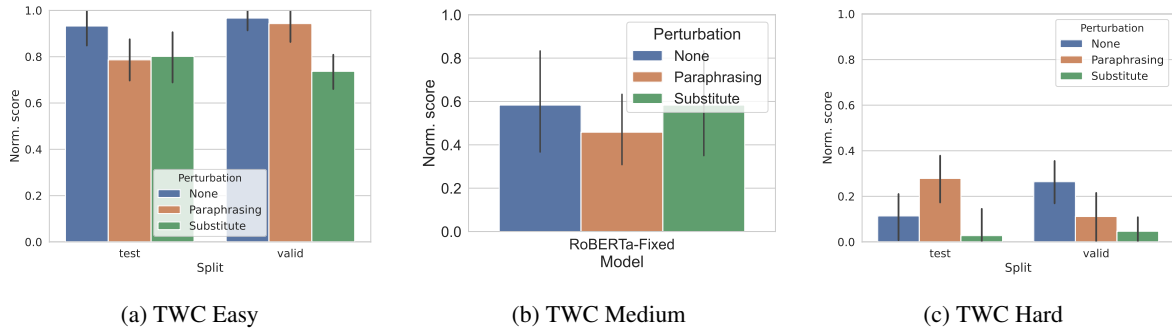 Norm. score
1.0
0.8
0.6
0.4
0.2
0.0
Perturbation
None
Paraphrasing
Substitute
test
valid
Split
(a) TWC Easy
Norm. score
1.0
0.8
0.6
0.4
0.2
0.0
Perturbation
None
Paraphrasing
Substitute
RoBERTa-Fixed
Model
(b) TWC Medium
Norm. score
1.0
0.8
0.6
0.4
0.2
0.0
Perturbation
None
Paraphrasing
Substitute
test
valid
Split
(c) TWC Hard